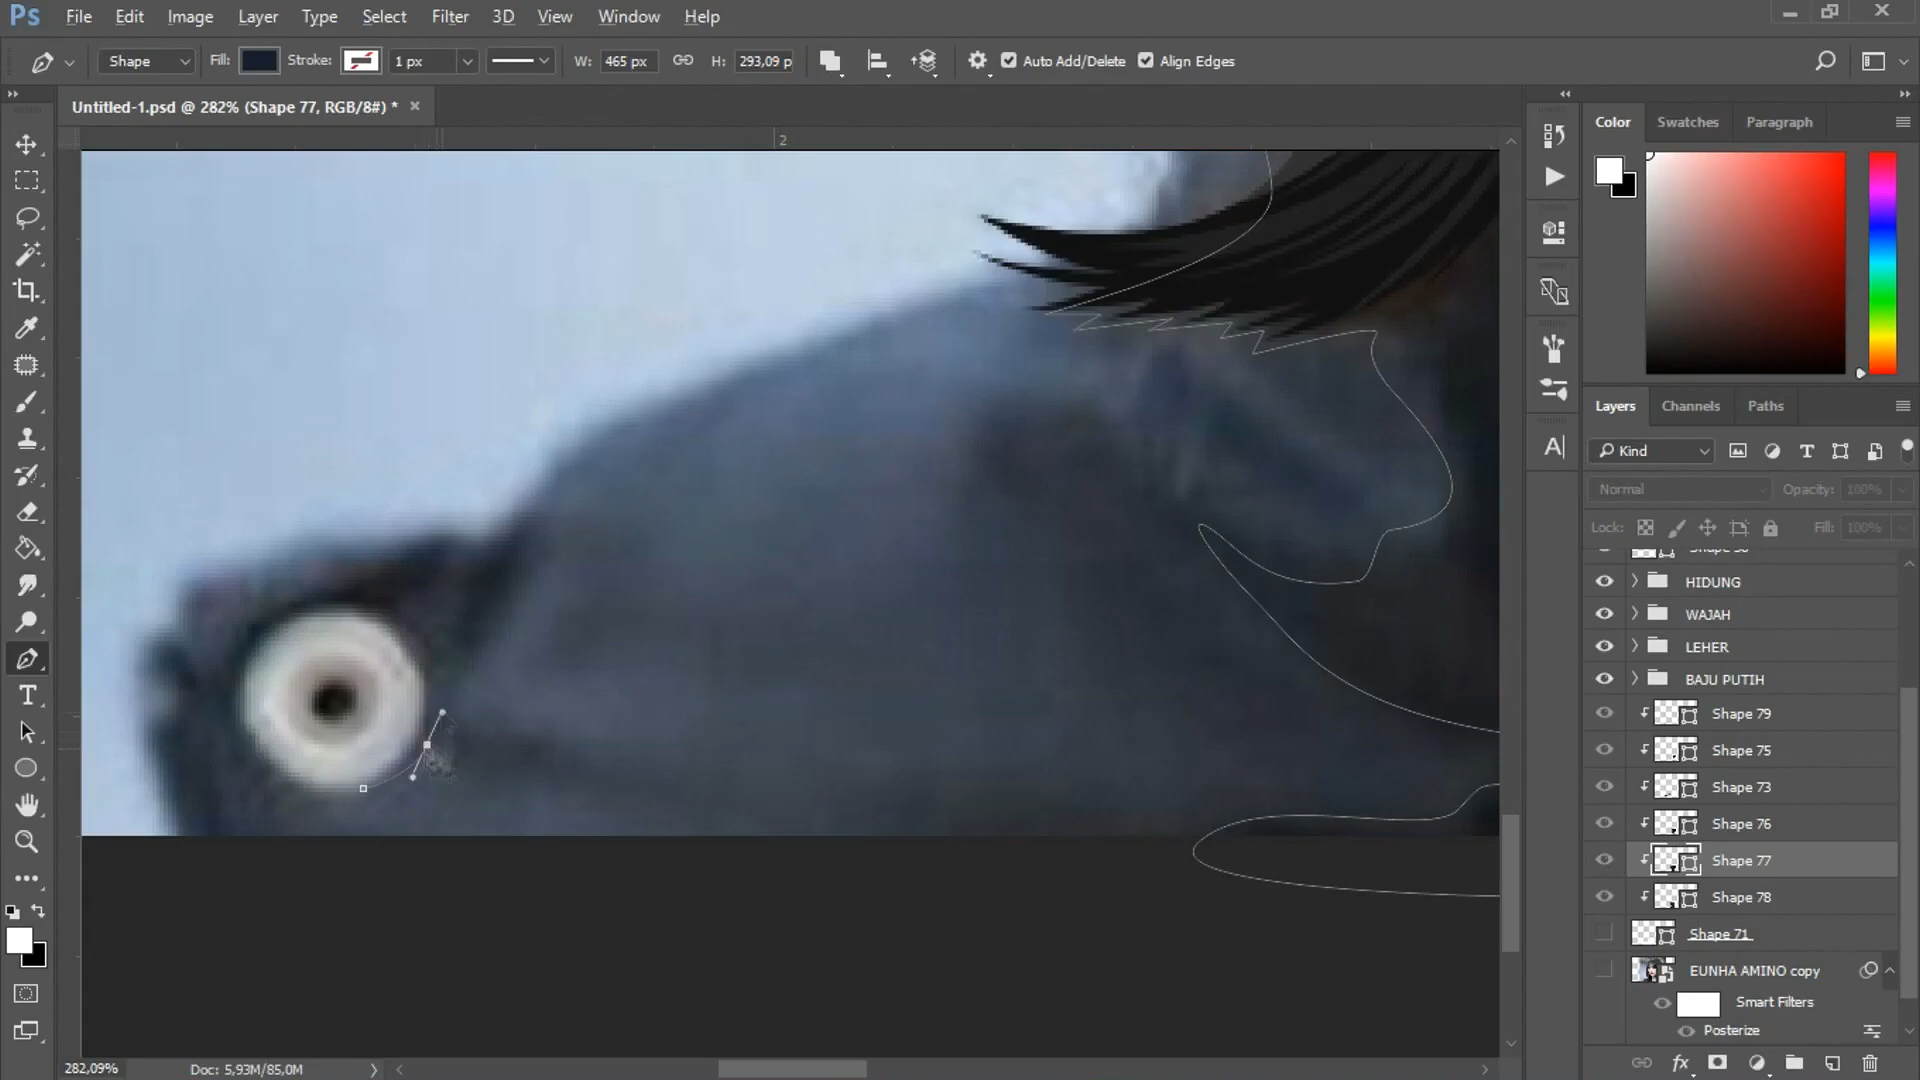 Ps File Edit Image Layer Type Select Filter 3D View Window Help
Shape Fill: Stroke: 1 px W: 465 px H: 293,09 p Auto Add/Delete Align Edges
Untitled-1.psd @ 282% (Shape 77, RGB/8#) *
2
Color Swatches Paragraph
Layers Channels Paths
Kind
Normal Opacity: 100%
Lock: Fill: 100%
HIDUNG
WAJAH
LEHER
BAJU PUTIH
Shape 79
Shape 75
Shape 73
Shape 76
Shape 77
Shape 78
Shape 71
EUNHA AMINO copy
Smart Filters
Posterize
282,09% Doc: 5,93M/85,0M